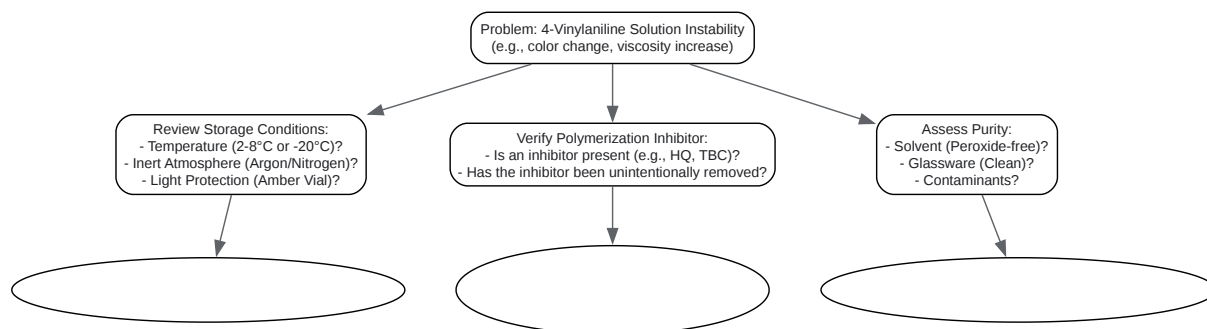 Problem: 4-Vinylaniline Solution Instability
(e.g., color change, viscosity increase)
Review Storage Conditions:
- Temperature (2-8°C or -20°C)?
- Inert Atmosphere (Argon/Nitrogen)?
- Light Protection (Amber Vial)?
Verify Polymerization Inhibitor:
- Is an inhibitor present (e.g., HQ, TBC)?
- Has the inhibitor been unintentionally removed?
Assess Purity:
- Solvent (Peroxide-free)?
- Glassware (Clean)?
- Contaminants?